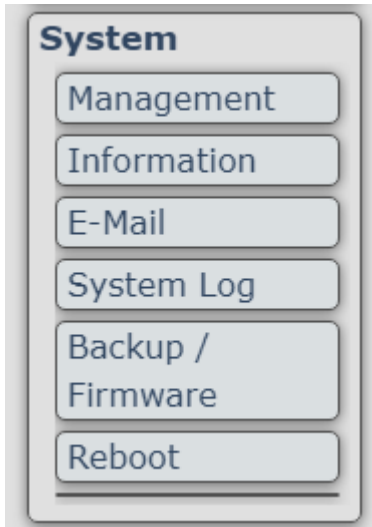 System
Management
Information
E-Mail
System Log
Backup /
Firmware
Reboot